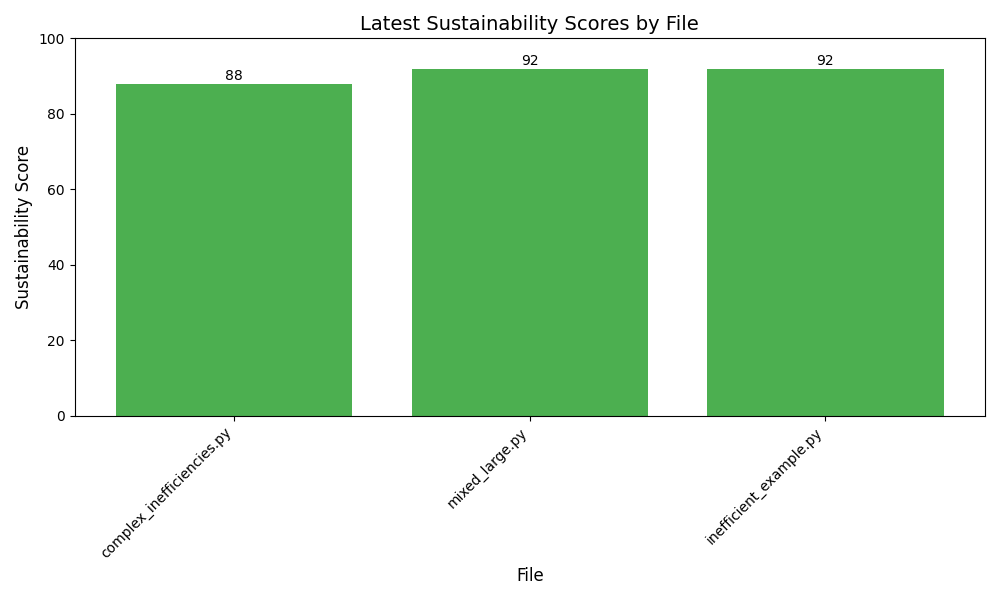 Latest Sustainability Scores by File
100
80
60
40
20
0
Sustainability Score
88
92
92
complex_inefficiencies.py
mixed_large.py
inefficient_example.py
File